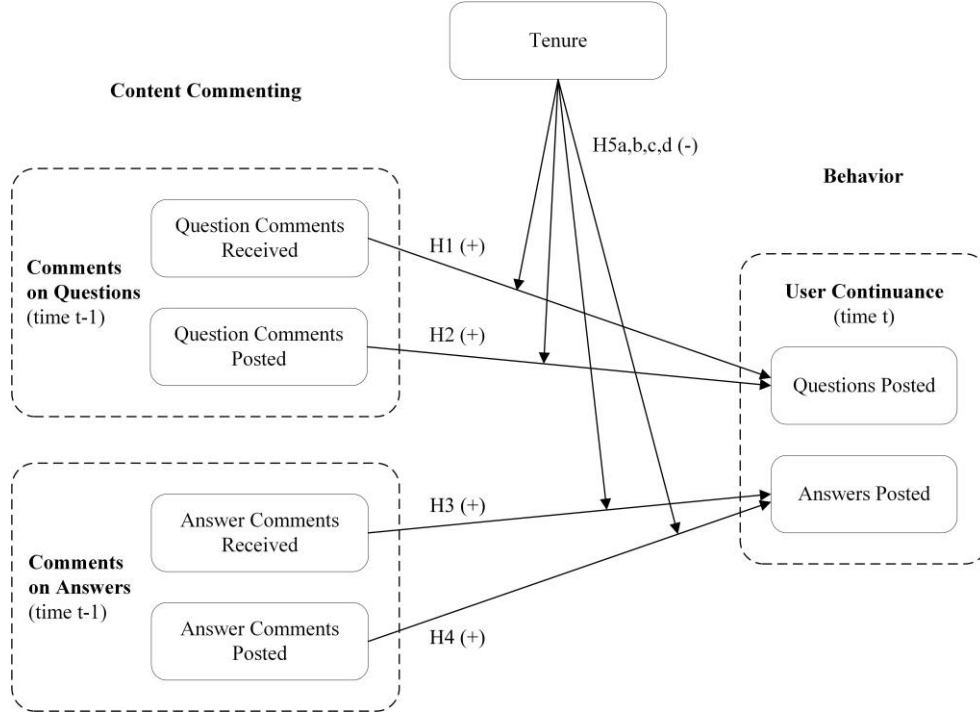 Tenure
Content Commenting
H5a,b,c,d (-)
Behavior
Question Comments
Received
H1 (+)
Comments
on Questions
(time t-1)
User Continuance
(time t)
Question Comments
Posted
H2 (+)
Questions Posted
Answer Comments
Received
H3 (+)
Answers Posted
Comments
on Answers
(time t-1)
Answer Comments
Posted
H4 (+)